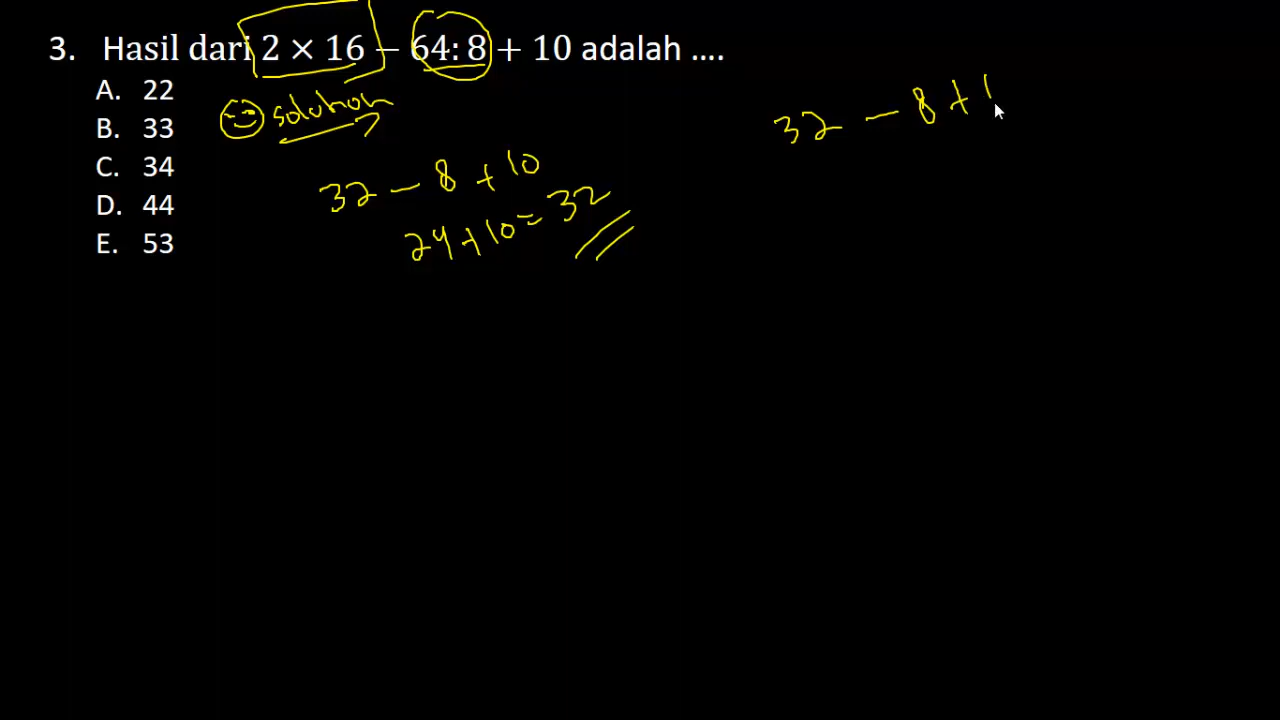 3. Hasil dari 2 × 16 − 64: 8 + 10 adalah ....
A. 22
B. 33
C. 34
D. 44
E. 53
solution
32 − 8 + 10
24 + 10 = 32
32 − 8 + 1